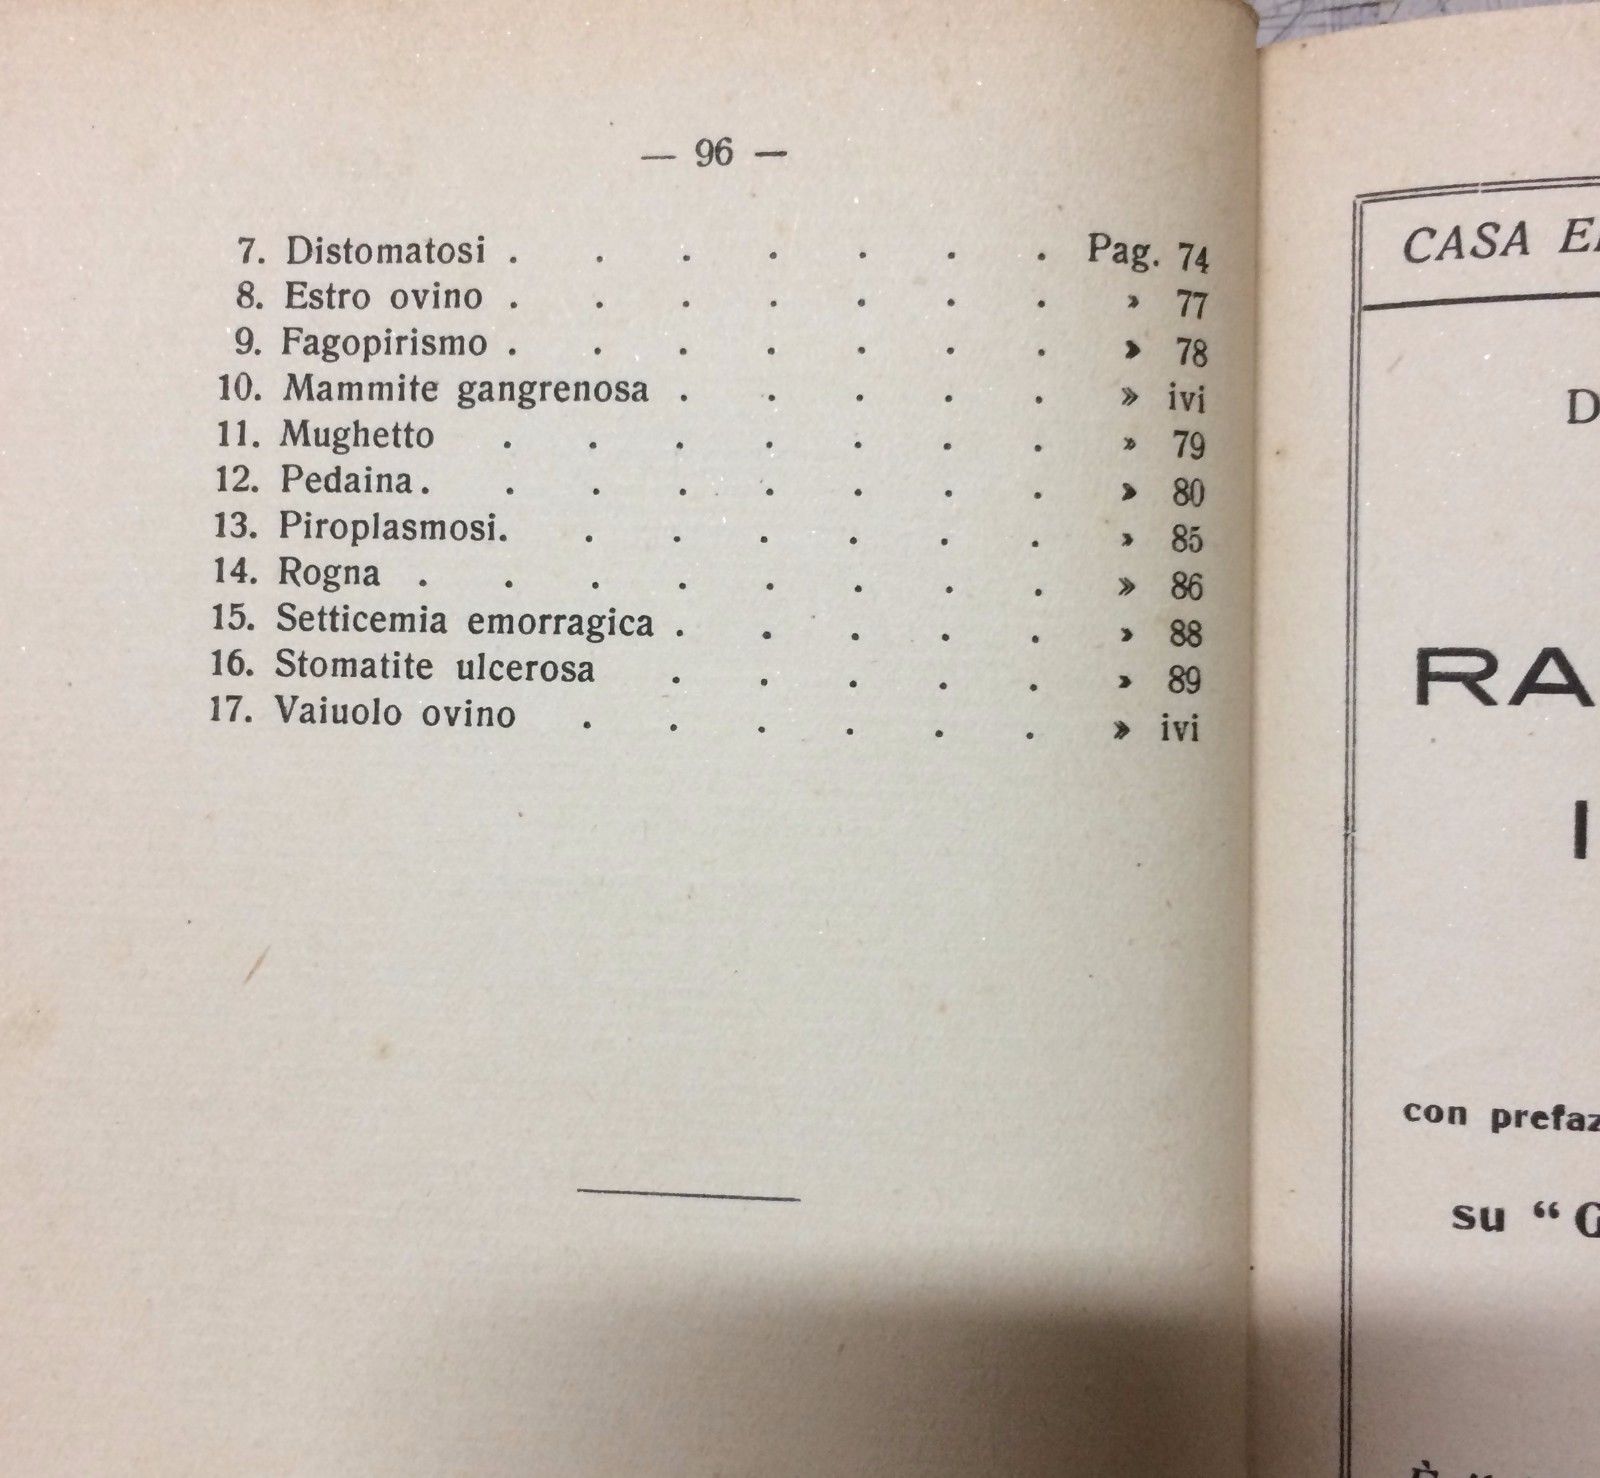 — 96 —
7. Distomatosi . . . . . . . Pag. 74
8. Estro ovino . . . . . . . » 77
9. Fagopirismo . . . . . . . » 78
10. Mammite gangrenosa . . . . . » ivi
11. Mughetto . . . . . . . » 79
12. Pedaina . . . . . . . . » 80
13. Piroplasmosi . . . . . . . » 85
14. Rogna . . . . . . . . » 86
15. Setticemia emorragica . . . . . » 88
16. Stomatite ulcerosa . . . . . » 89
17. Vaiuolo ovino . . . . . . » ivi
CASA
D
RA
I
con prefaz
su “G
È